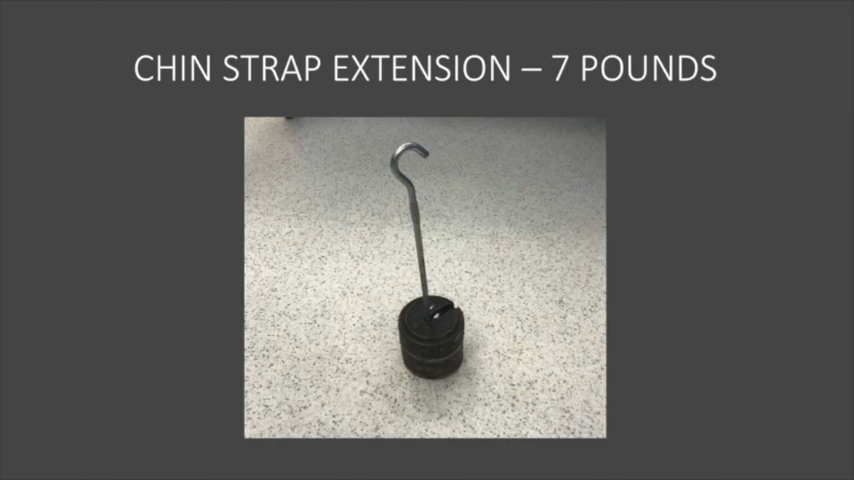 CHIN STRAP EXTENSION – 7 POUNDS